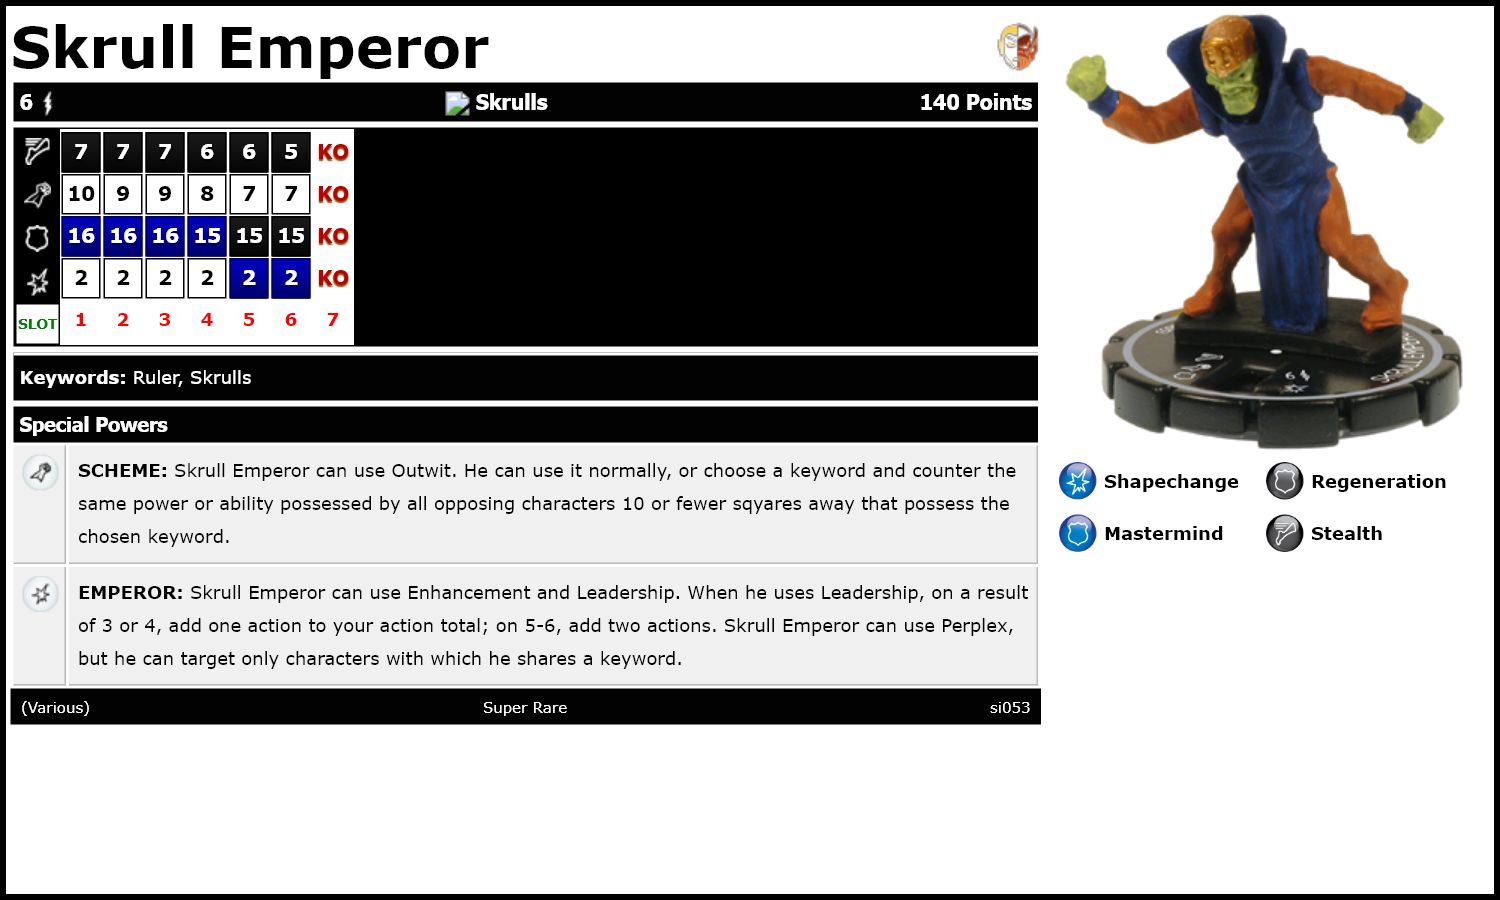 Skrull Emperor
6 Skrulls 140 Points
7 7 7 6 6 5 KO
10 9 9 8 7 7 KO
16 16 16 15 15 15 KO
2 2 2 2 2 2 KO
SLOT 1 2 3 4 5 6 7
Keywords: Ruler, Skrulls
Special Powers
SCHEME: Skrull Emperor can use Outwit. He can use it normally, or choose a keyword and counter the
same power or ability possessed by all opposing characters 10 or fewer sqyares away that possess the
chosen keyword.
EMPEROR: Skrull Emperor can use Enhancement and Leadership. When he uses Leadership, on a result
of 3 or 4, add one action to your action total; on 5-6, add two actions. Skrull Emperor can use Perplex,
but he can target only characters with which he shares a keyword.
(Various) Super Rare si053
SKRULL EMPEROR
6
Shapechange Regeneration
Mastermind Stealth